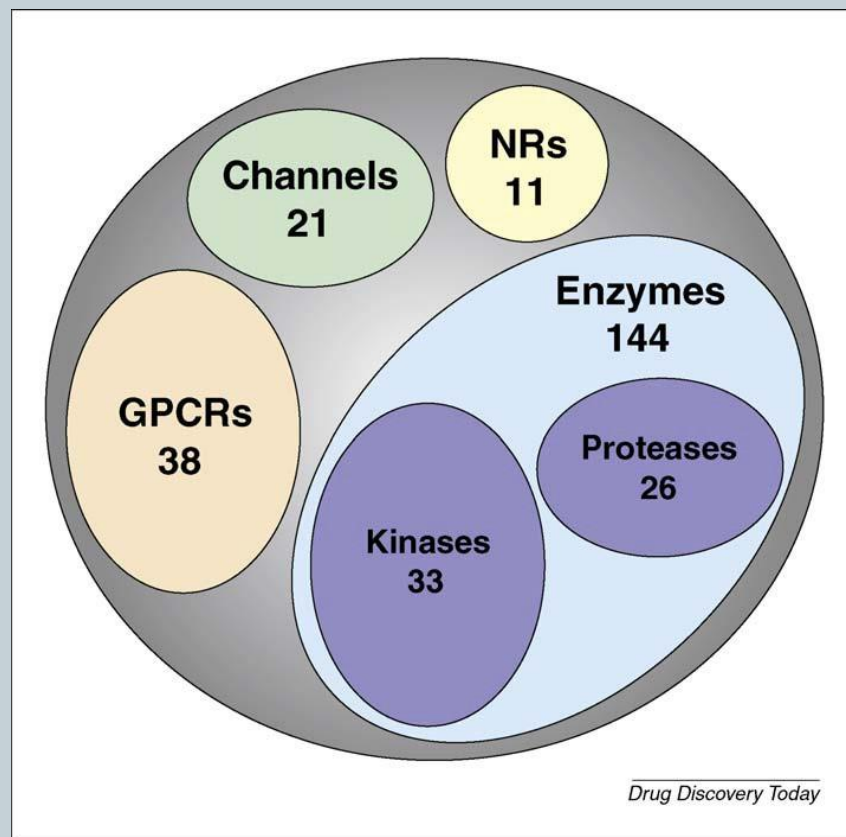 Channels
21
NRs
11
Enzymes
144
GPCRs
38
Proteases
26
Kinases
33
Drug Discovery Today